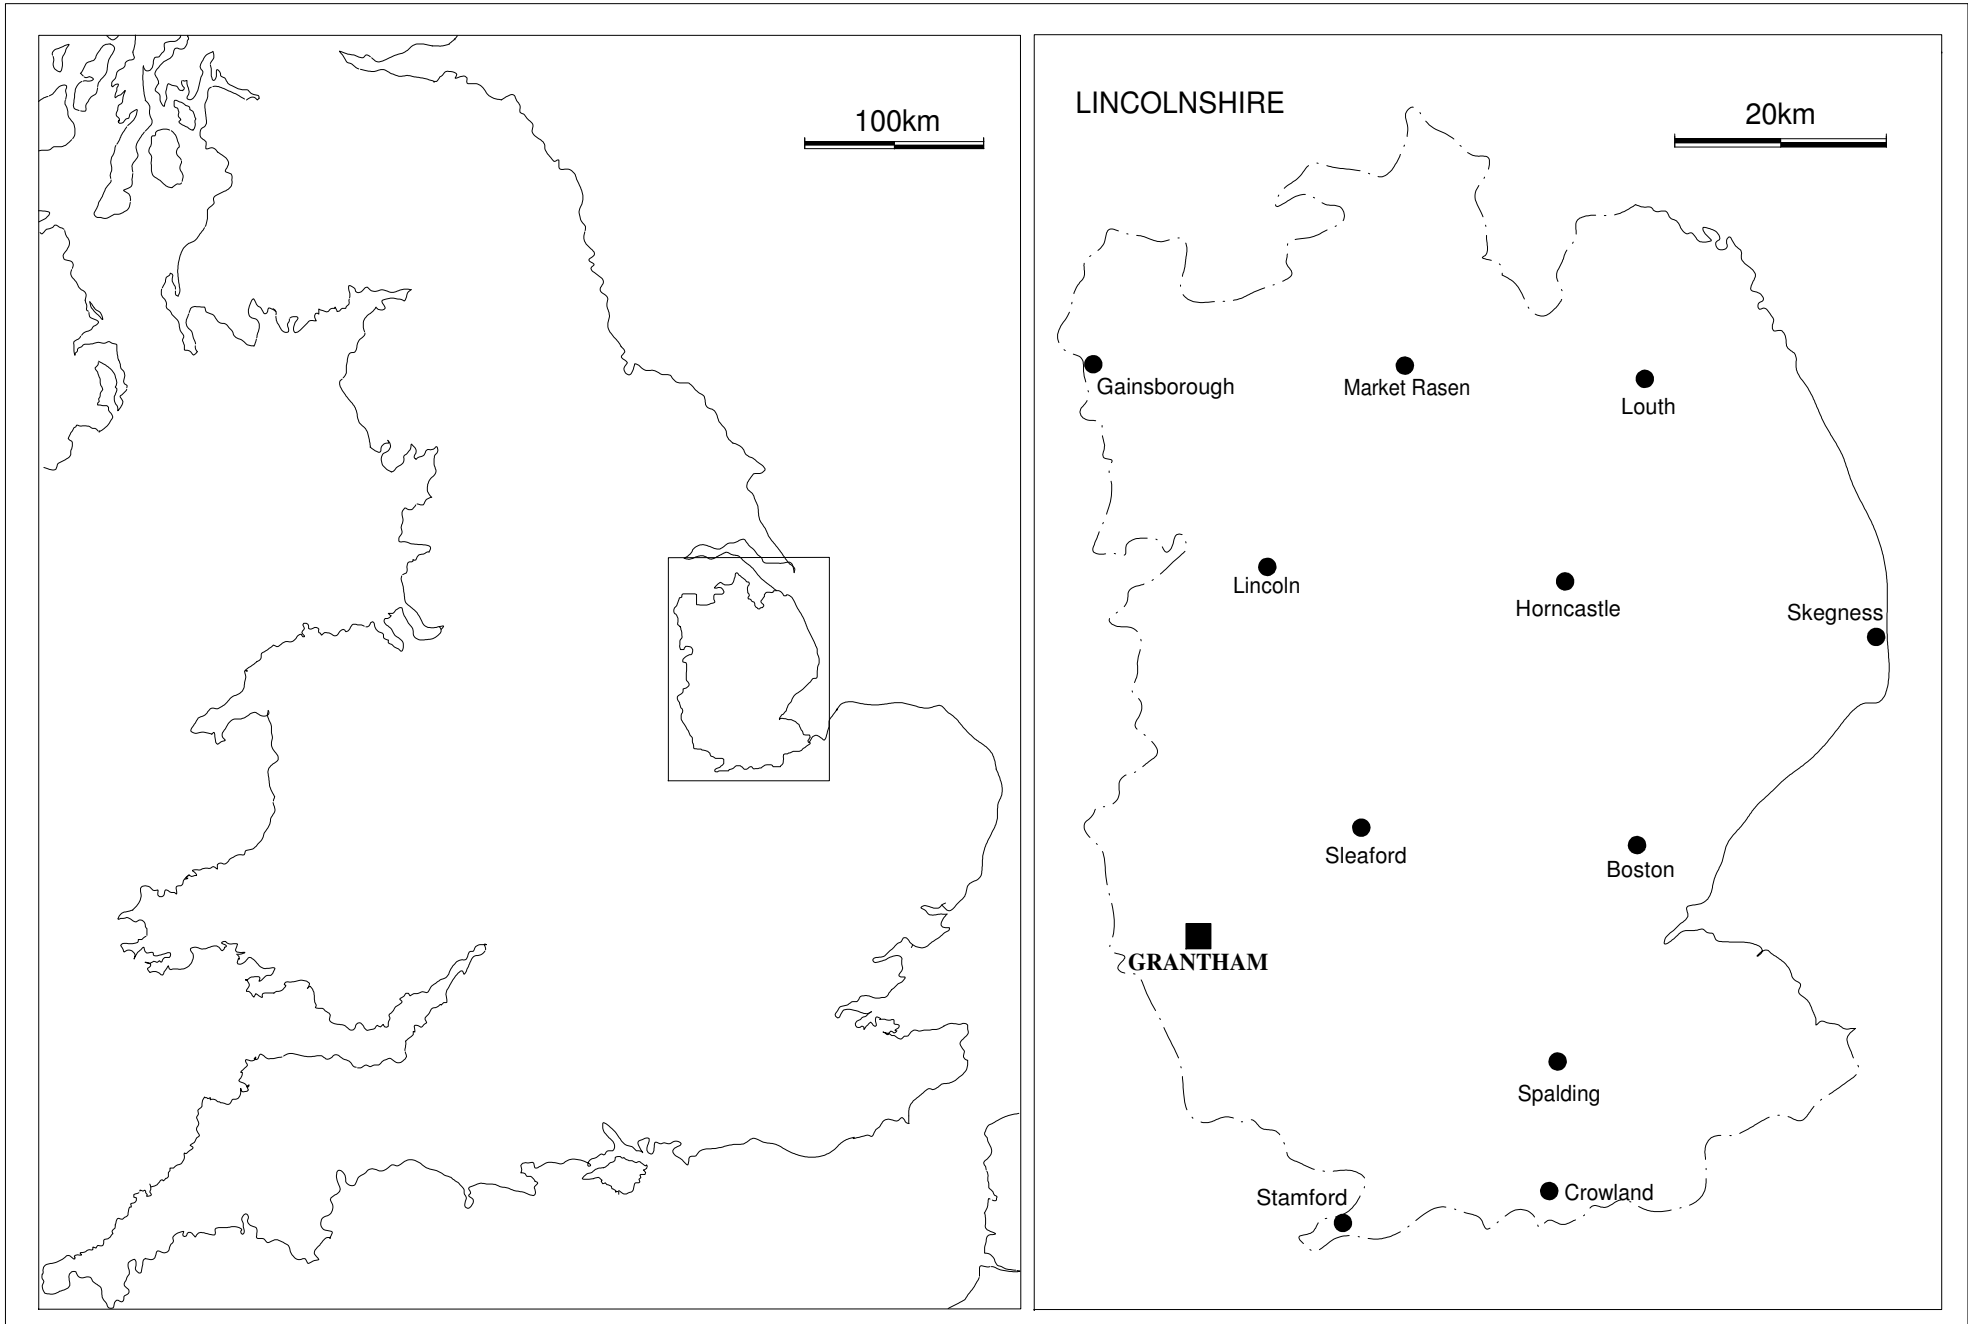 100km
LINCOLNSHIRE
20km
Gainsborough
Market Rasen
Louth
Lincoln
Horncastle
Skegness
Sleaford
Boston
GRANTHAM
Spalding
Stamford
Crowland